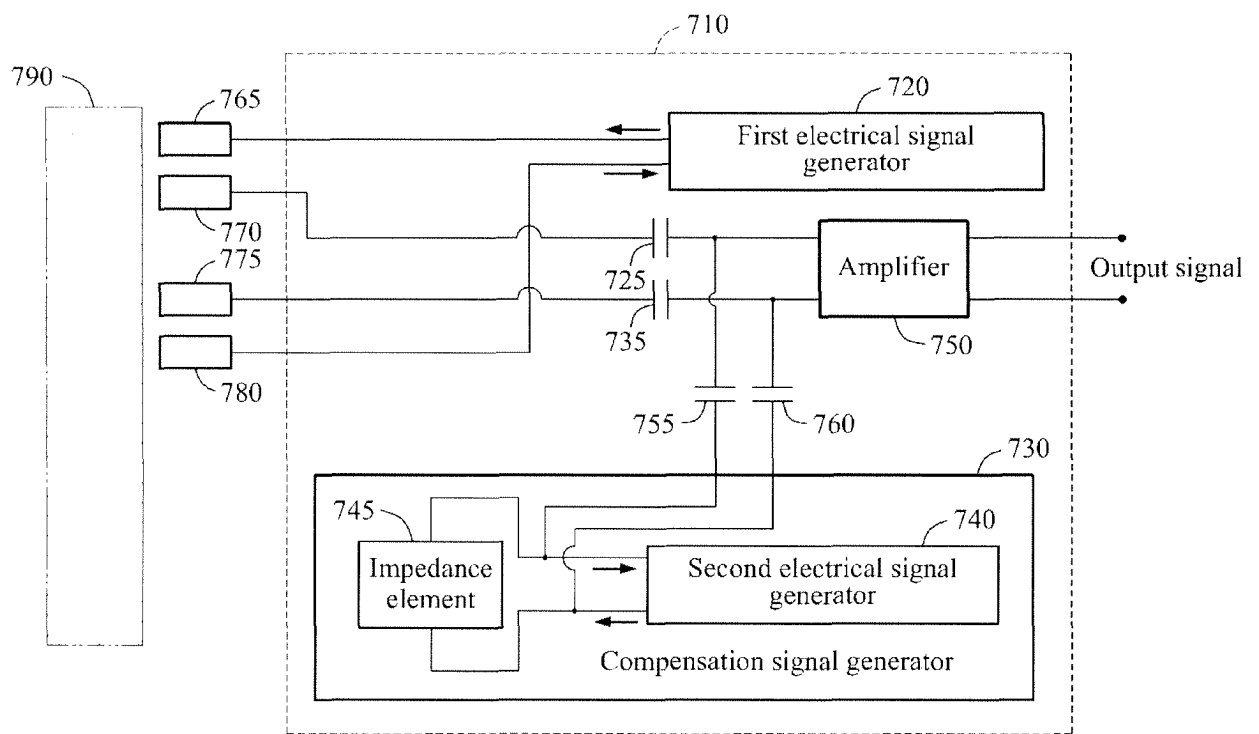 710
790
765
720
First electrical signal
generator
770
775
725
Amplifier
Output signal
735
750
780
755
760
730
745
740
Impedance
element
Second electrical signal
generator
Compensation signal generator